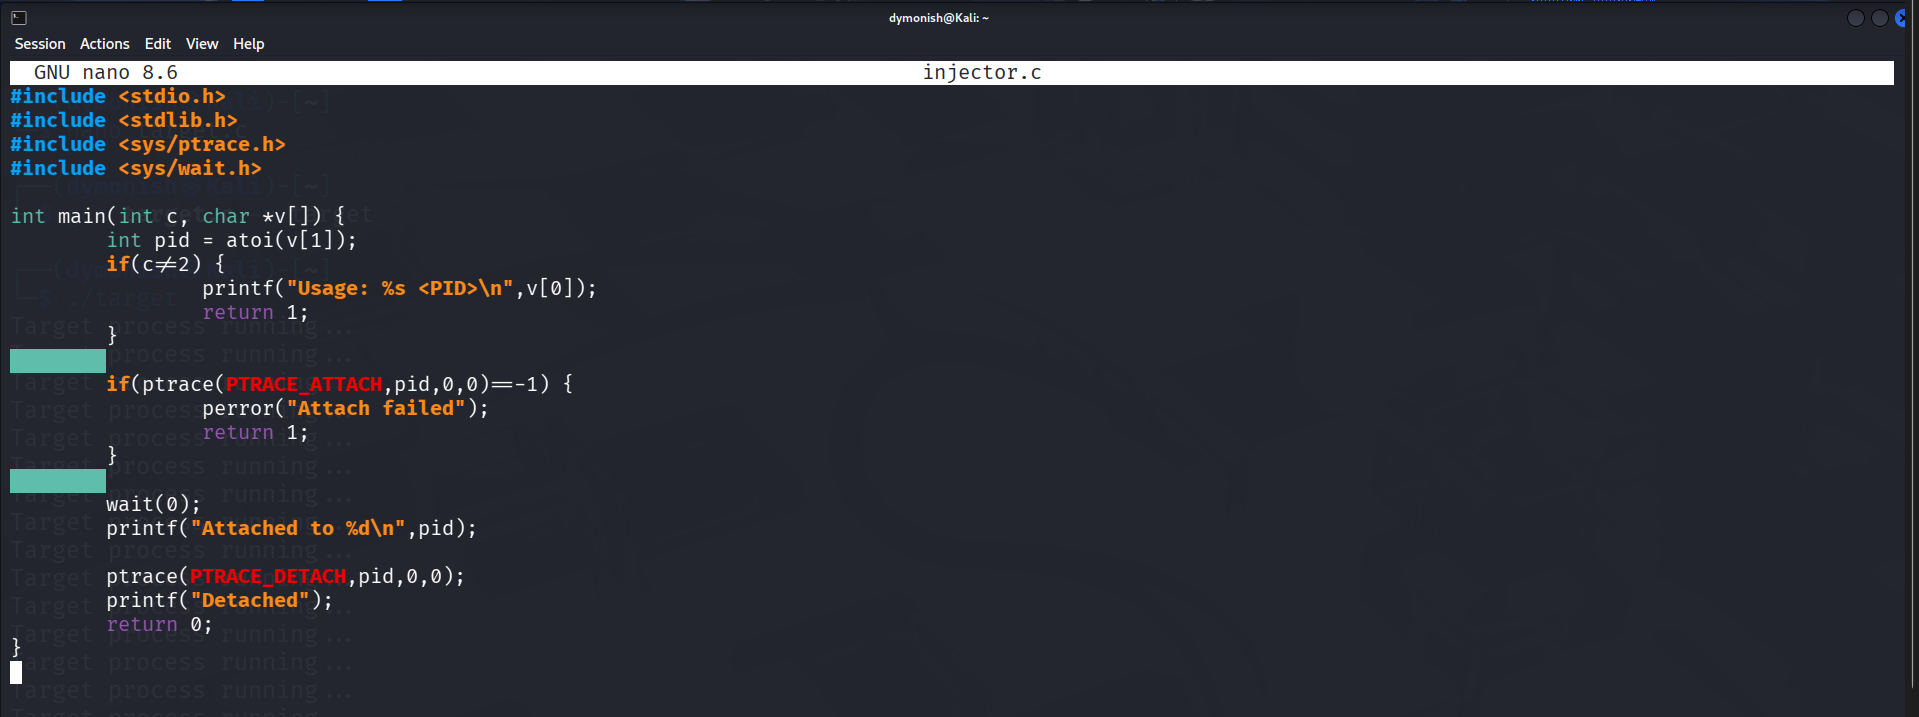 dymonish@Kali: ~
Session Actions Edit View Help
GNU nano 8.6 injector.c
#include <stdio.h>
#include <stdlib.h>
#include <sys/ptrace.h>
#include <sys/wait.h>
int main(int c, char *v[]) {
int pid = atoi(v[1]);
if(c!=2) {
printf("Usage: %s <PID>\n",v[0]);
return 1;
}
if(ptrace(PTRACE_ATTACH,pid,0,0)==-1) {
perror("Attach failed");
return 1;
}
wait(0);
printf("Attached to %d\n",pid);
ptrace(PTRACE_DETACH,pid,0,0);
printf("Detached");
return 0;
}